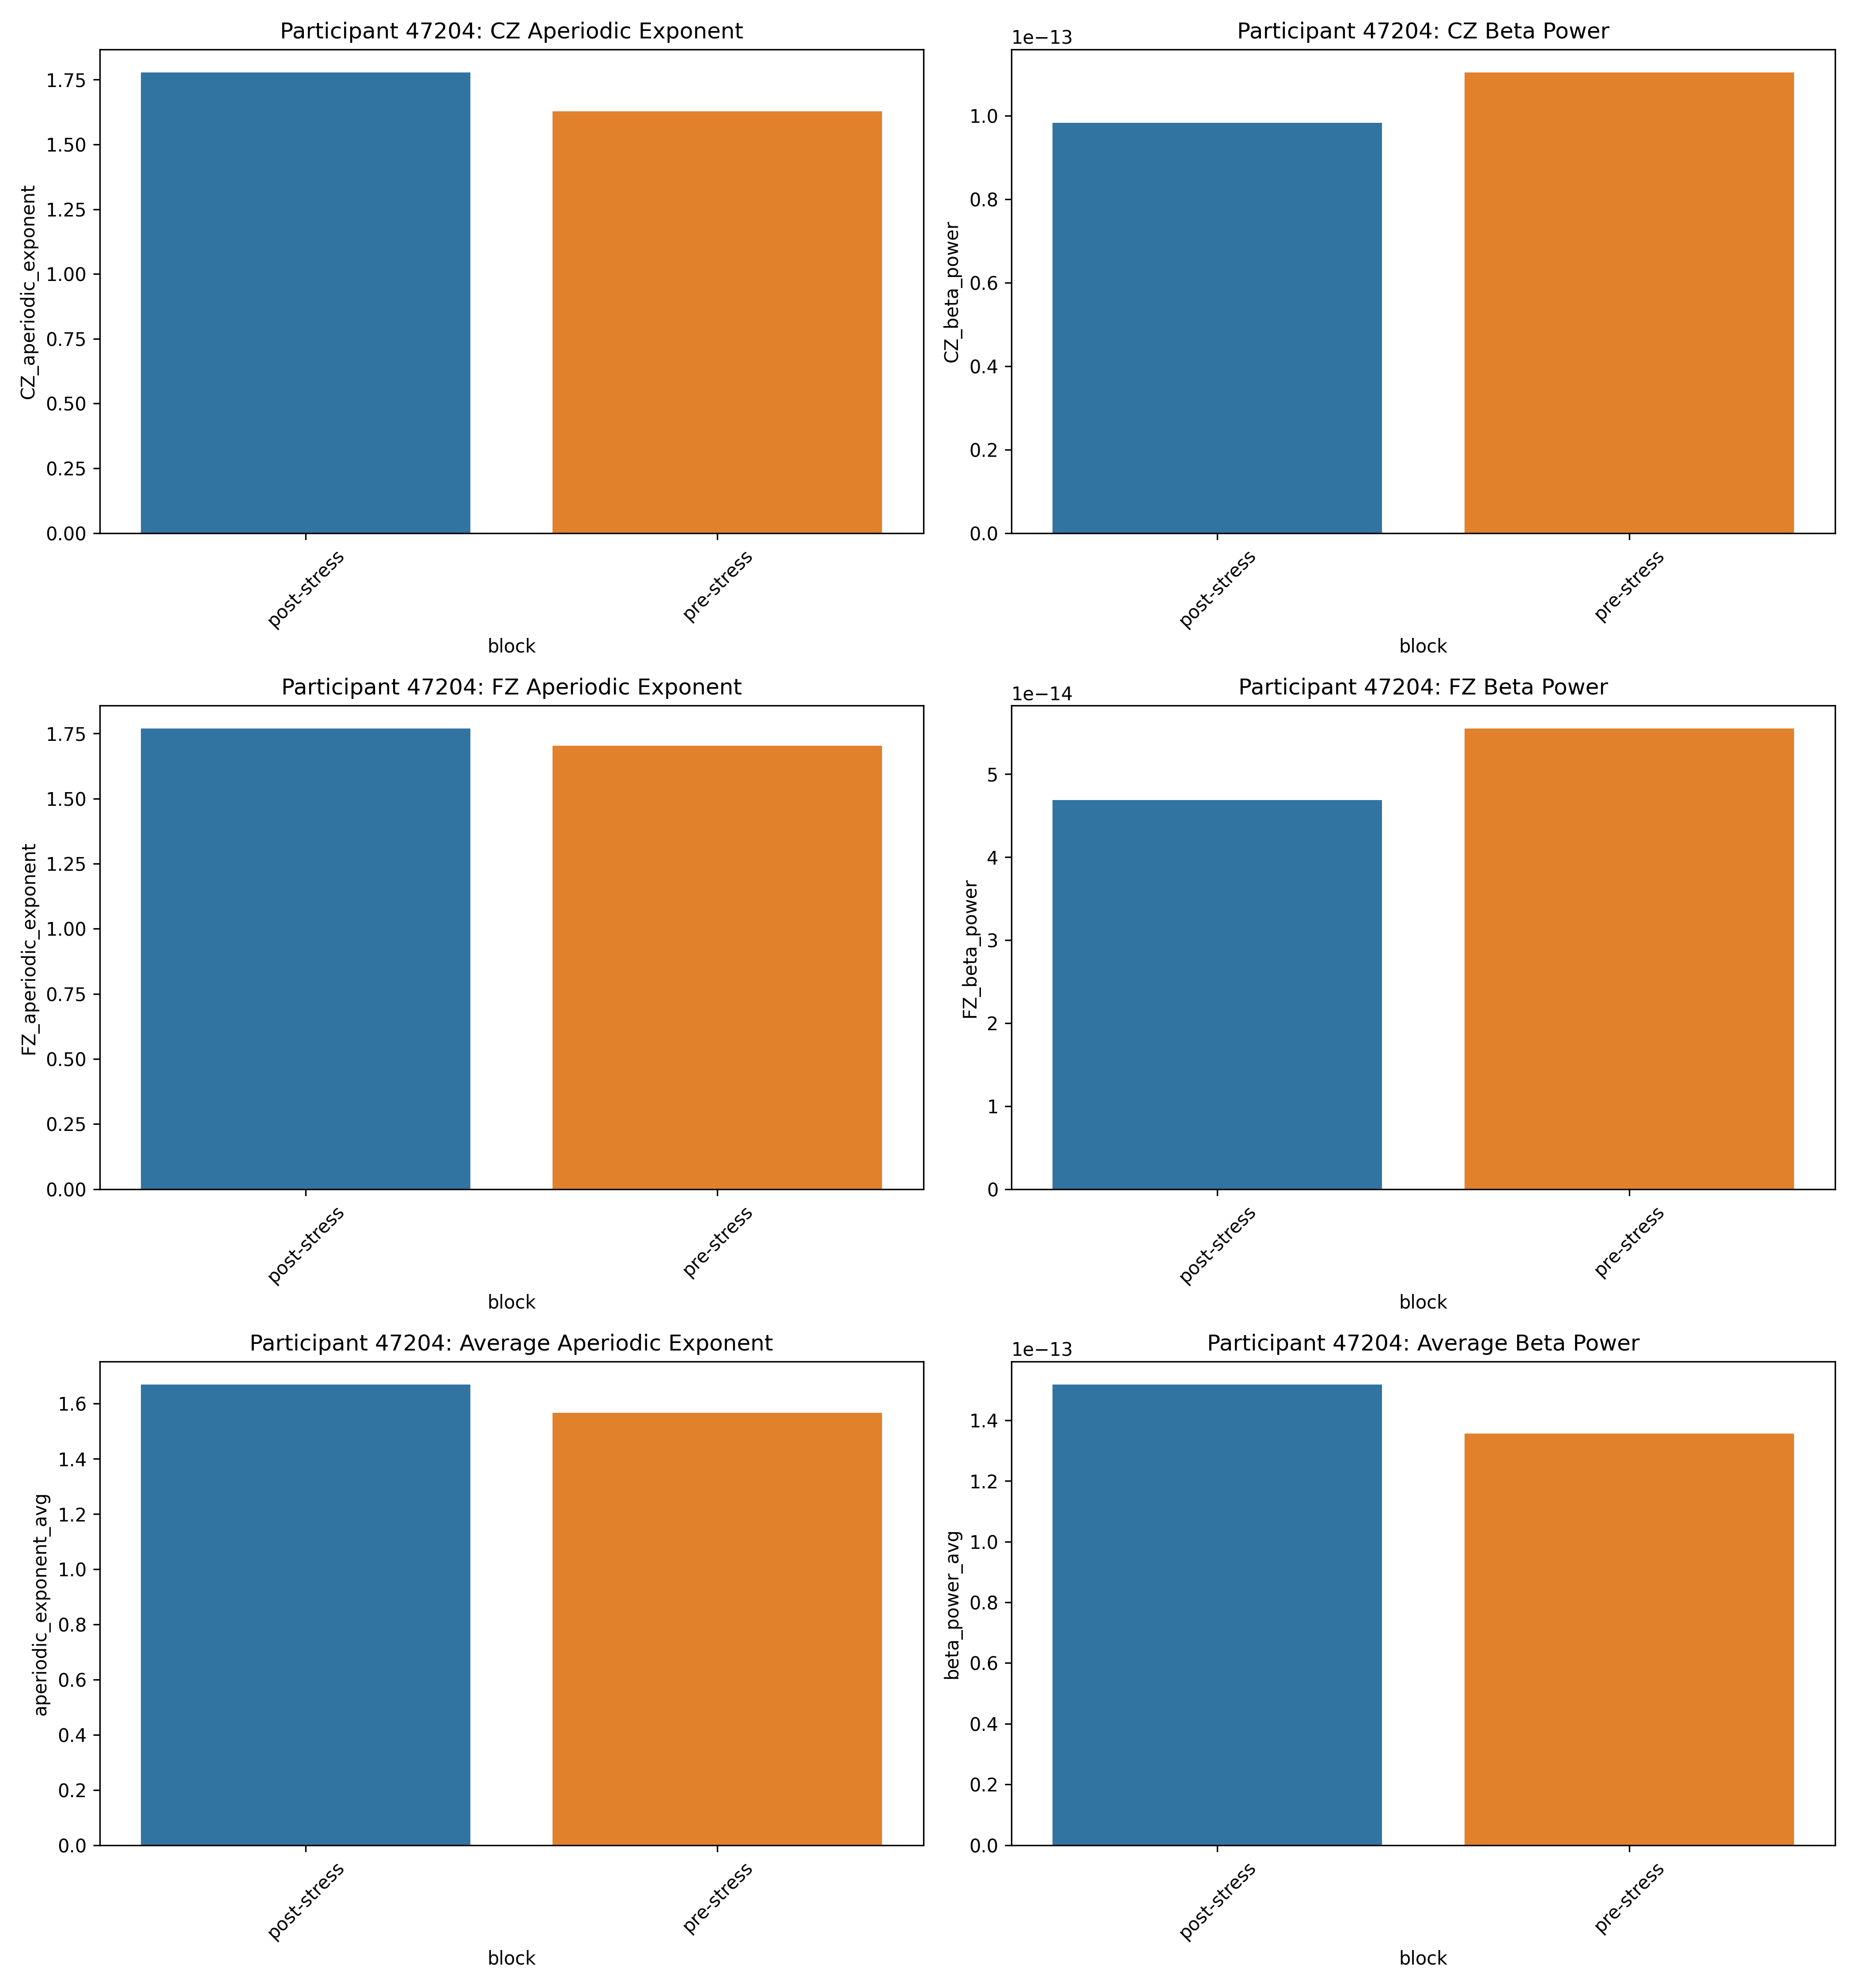 Participant 47204: CZ Aperiodic Exponent
CZ_aperiodic_exponent
1.75
1.50
1.25
1.00
0.75
0.50
0.25
0.00
post-stress
pre-stress
block
Participant 47204: CZ Beta Power
1e−13
CZ_beta_power
1.0
0.8
0.6
0.4
0.2
0.0
post-stress
pre-stress
block
Participant 47204: FZ Aperiodic Exponent
FZ_aperiodic_exponent
1.75
1.50
1.25
1.00
0.75
0.50
0.25
0.00
post-stress
pre-stress
block
Participant 47204: FZ Beta Power
1e−14
FZ_beta_power
5
4
3
2
1
0
post-stress
pre-stress
block
Participant 47204: Average Aperiodic Exponent
aperiodic_exponent_avg
1.6
1.4
1.2
1.0
0.8
0.6
0.4
0.2
0.0
post-stress
pre-stress
block
Participant 47204: Average Beta Power
1e−13
beta_power_avg
1.4
1.2
1.0
0.8
0.6
0.4
0.2
0.0
post-stress
pre-stress
block